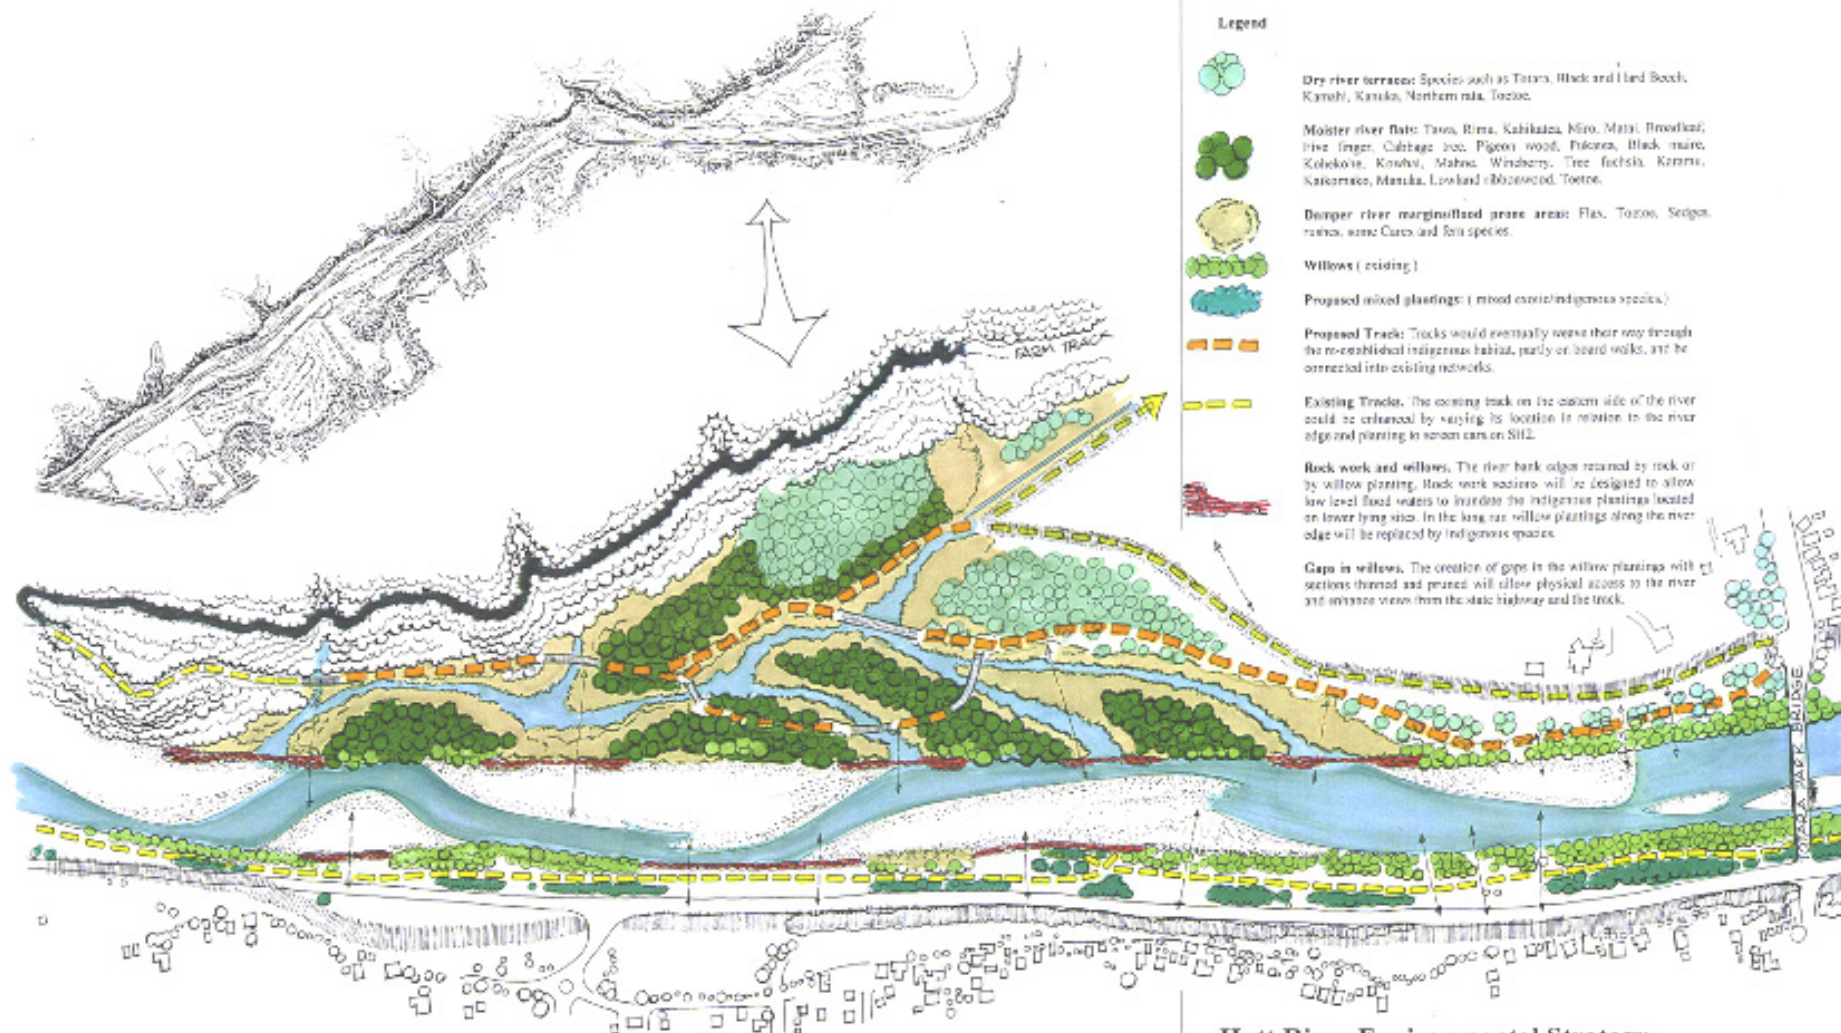 Legend
Dry river terraces: Species such as Totara, Black and Hard Beech,
Kamahi, Kanuka, Northern rata, Toetoe.
Moister river flats: Tawa, Rimu, Kahikatea, Miro, Matai, Broadleaf,
Five finger, Cabbage tree, Pigeon wood, Pukatea, Black maire,
Kohekohe, Kowhai, Mahoe, Wineberry, Tree fuchsia, Karamu,
Kaikomako, Manuka, Lowland ribbonwood, Toetoe.
Damper river margins/flood prone areas: Flax, Toetoe, Sedges,
rushes, some Carex and fern species.
Willows ( existing )
Proposed mixed plantings: ( mixed exotic/indigenous species.)
Proposed Track: Tracks would eventually weave their way through
the re-established indigenous habitat, partly on board walks, and be
connected into existing networks.
Existing Tracks. The existing track on the eastern side of the river
could be enhanced by varying its location in relation to the river
edge and planting to screen cars on SH2.
Rock work and willows. The river bank edges retained by rock or
by willow planting. Rock work sections will be designed to allow
low level flood waters to inundate the indigenous plantings located
on lower lying sites. In the long run willow plantings along the river
edge will be replaced by indigenous species.
Gaps in willows. The creation of gaps in the willow plantings with
sections thinned and pruned will allow physical access to the river
and enhance views from the state highway and the track.
FARM TRACK
PARK BRIDGE
Hutt River Environmental Strategy